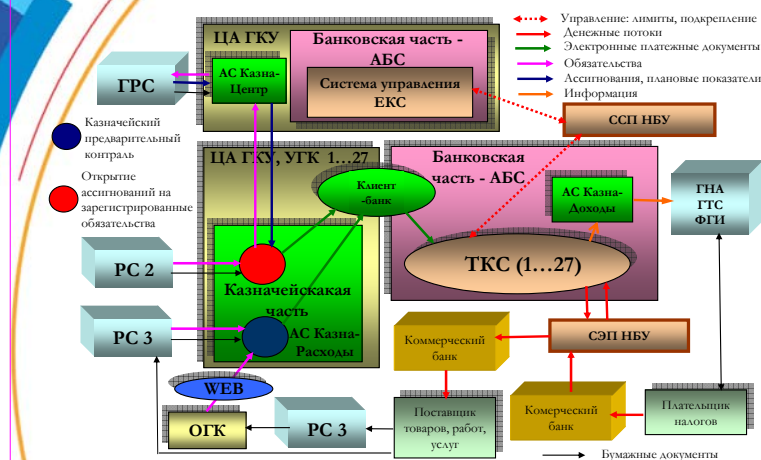 ЦА ГКУ
Банковская часть -
АБС
АС Казна-
Центр
Система управления
ЕКС
ГРС
Управление: лимиты, подкрепление
Денежные потоки
Электронные платежные документы
Обязательства
Ассигнования, плановые показатели
Информация
ССП НБУ
Казначейский
предварительный
контраль
Открытие
ассигнований на
зарегистрированные
обязательства
ЦА ГКУ, УГК 1…27
Клиент
-банк
Банковская
часть - АБС
АС Казна-
Доходы
ГНА
ГТС
ФГИ
РС 2
Казначейскакая
часть
ТКС (1…27)
РС 3
АС Казна-
Расходы
Коммерческий
банк
СЭП НБУ
WEB
ОГК
РС 3
Поставщик
товаров, работ,
услуг
Комерческий
банк
Плательщик
налогов
Бумажные документы